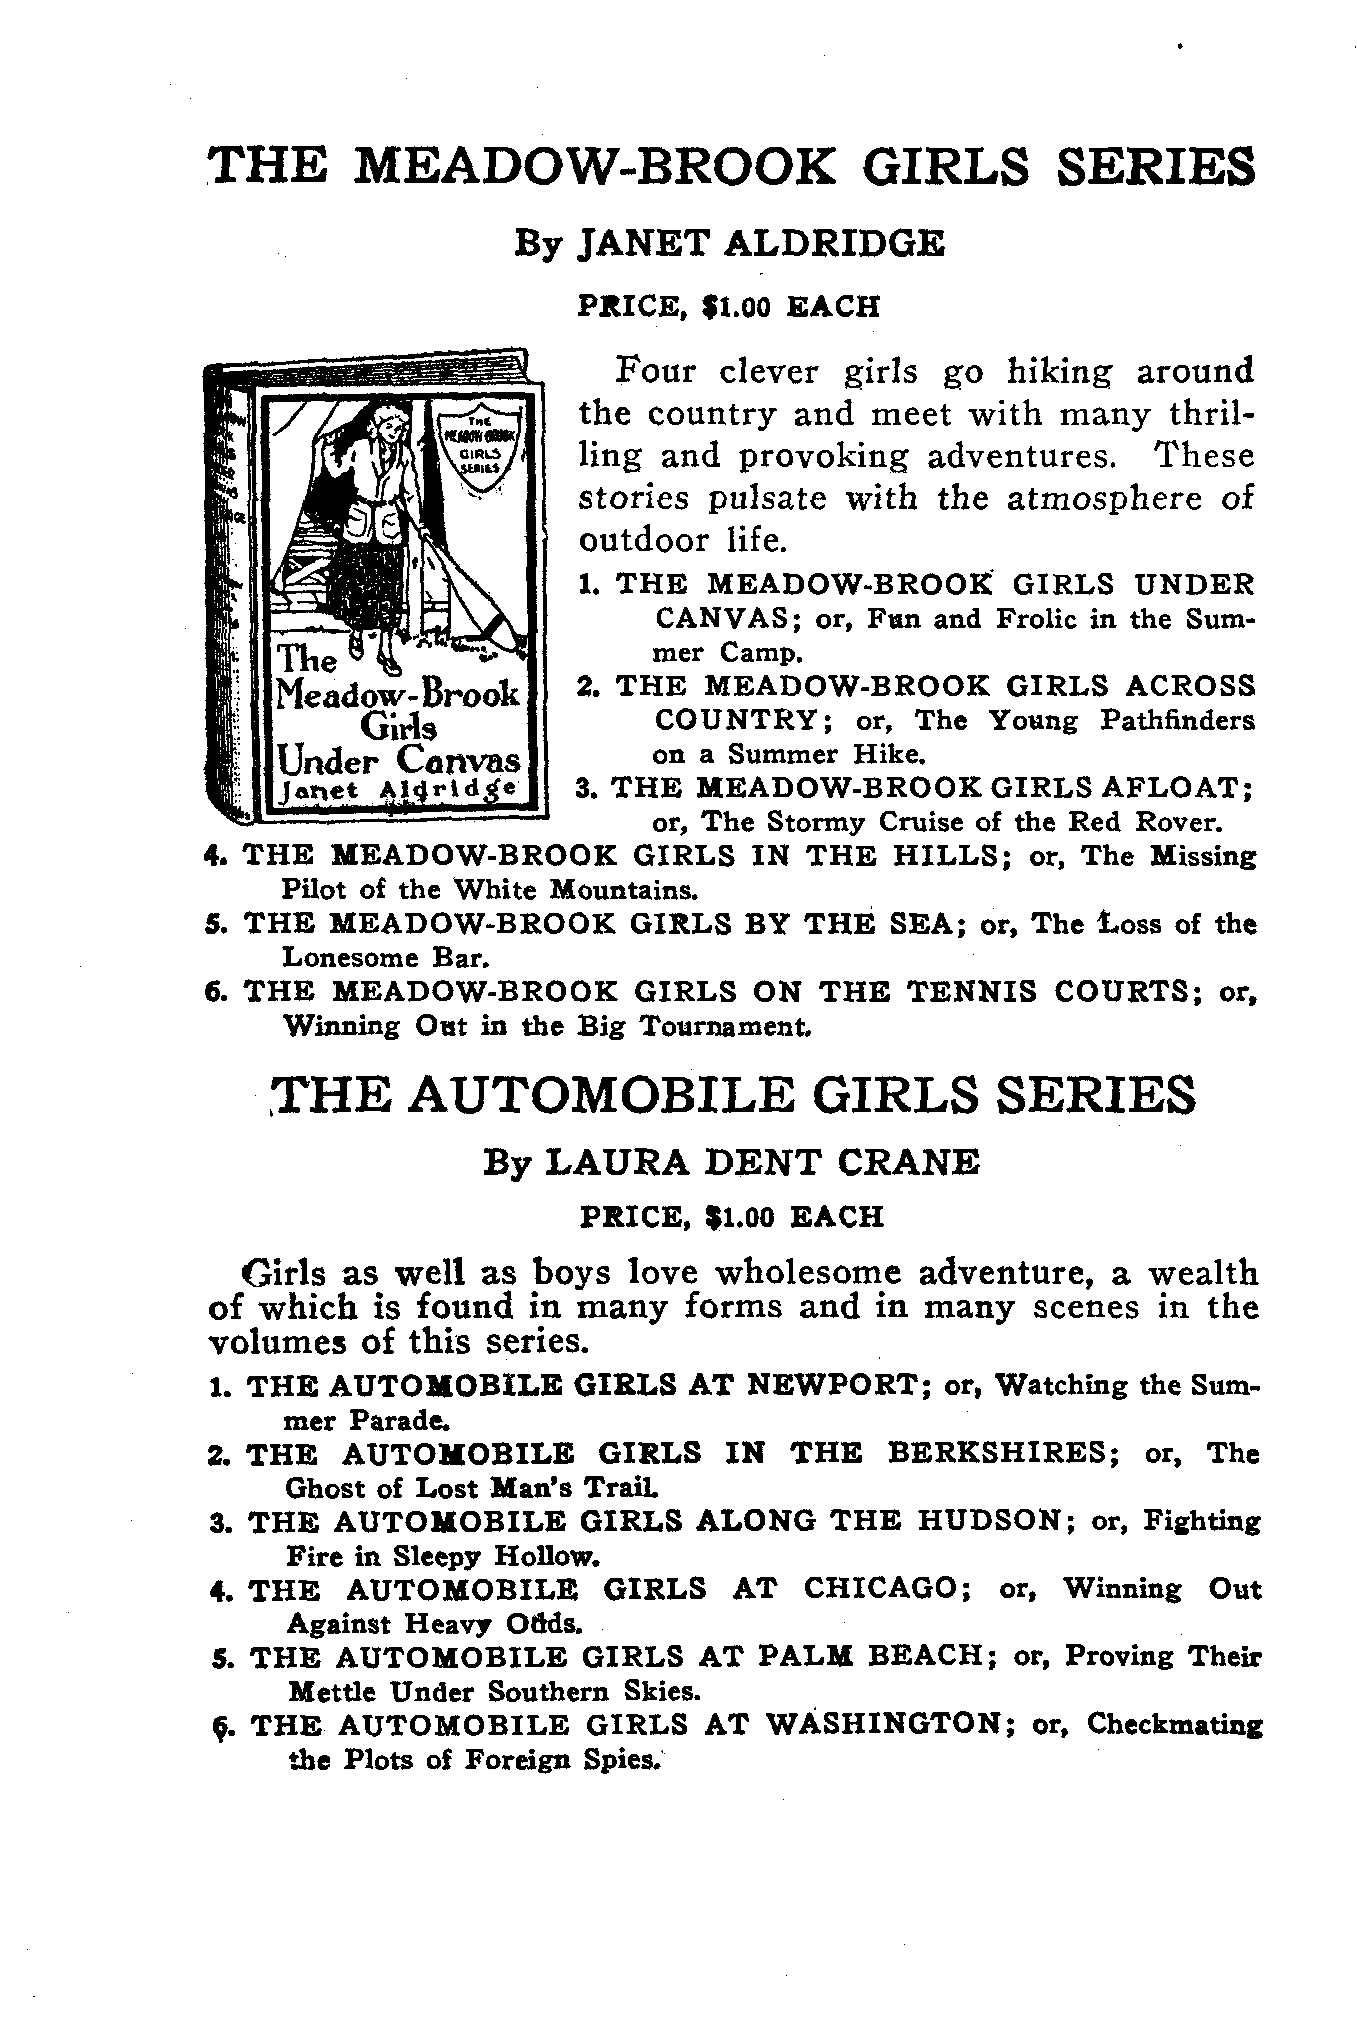 THE MEADOW-BROOK GIRLS SERIES
By JANET ALDRIDGE
PRICE, $1.00 EACH
Four clever girls go hiking around
the country and meet with many thril-
ling and provoking adventures. These
stories pulsate with the atmosphere of
outdoor life.
THE
MEADOW-BROOK
GIRLS
SERIES
The
Meadow-Brook
Girls
Under Canvas
Janet Aldridge
1. THE MEADOW-BROOK GIRLS UNDER
CANVAS; or, Fun and Frolic in the Sum-
mer Camp.
2. THE MEADOW-BROOK GIRLS ACROSS
COUNTRY; or, The Young Pathfinders
on a Summer Hike.
3. THE MEADOW-BROOK GIRLS AFLOAT;
or, The Stormy Cruise of the Red Rover.
4. THE MEADOW-BROOK GIRLS IN THE HILLS; or, The Missing
Pilot of the White Mountains.
5. THE MEADOW-BROOK GIRLS BY THE SEA; or, The Loss of the
Lonesome Bar.
6. THE MEADOW-BROOK GIRLS ON THE TENNIS COURTS; or,
Winning Out in the Big Tournament.
THE AUTOMOBILE GIRLS SERIES
By LAURA DENT CRANE
PRICE, $1.00 EACH
Girls as well as boys love wholesome adventure, a wealth
of which is found in many forms and in many scenes in the
volumes of this series.
1. THE AUTOMOBILE GIRLS AT NEWPORT; or, Watching the Sum-
mer Parade.
2. THE AUTOMOBILE GIRLS IN THE BERKSHIRES; or, The
Ghost of Lost Man's Trail.
3. THE AUTOMOBILE GIRLS ALONG THE HUDSON; or, Fighting
Fire in Sleepy Hollow.
4. THE AUTOMOBILE GIRLS AT CHICAGO; or, Winning Out
Against Heavy Odds.
5. THE AUTOMOBILE GIRLS AT PALM BEACH; or, Proving Their
Mettle Under Southern Skies.
6. THE AUTOMOBILE GIRLS AT WASHINGTON; or, Checkmating
the Plots of Foreign Spies.